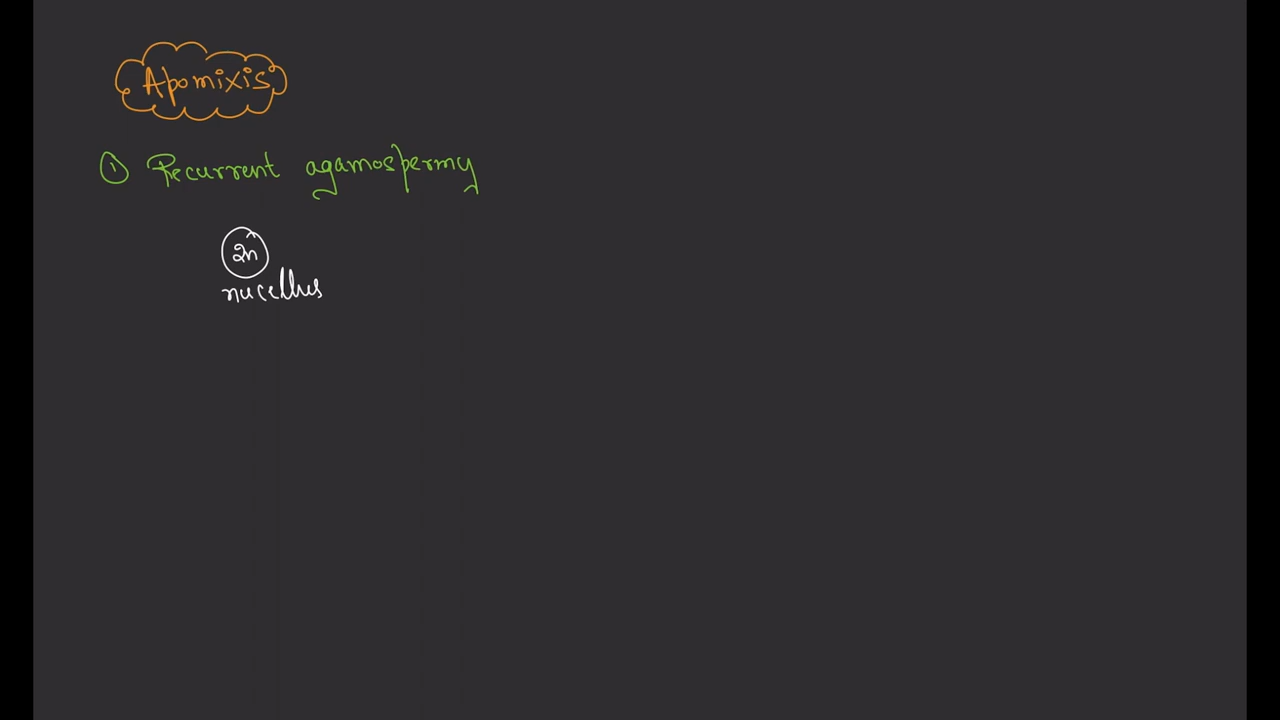 Apomixis
① Recurrent agamospermy
2n
nucellus